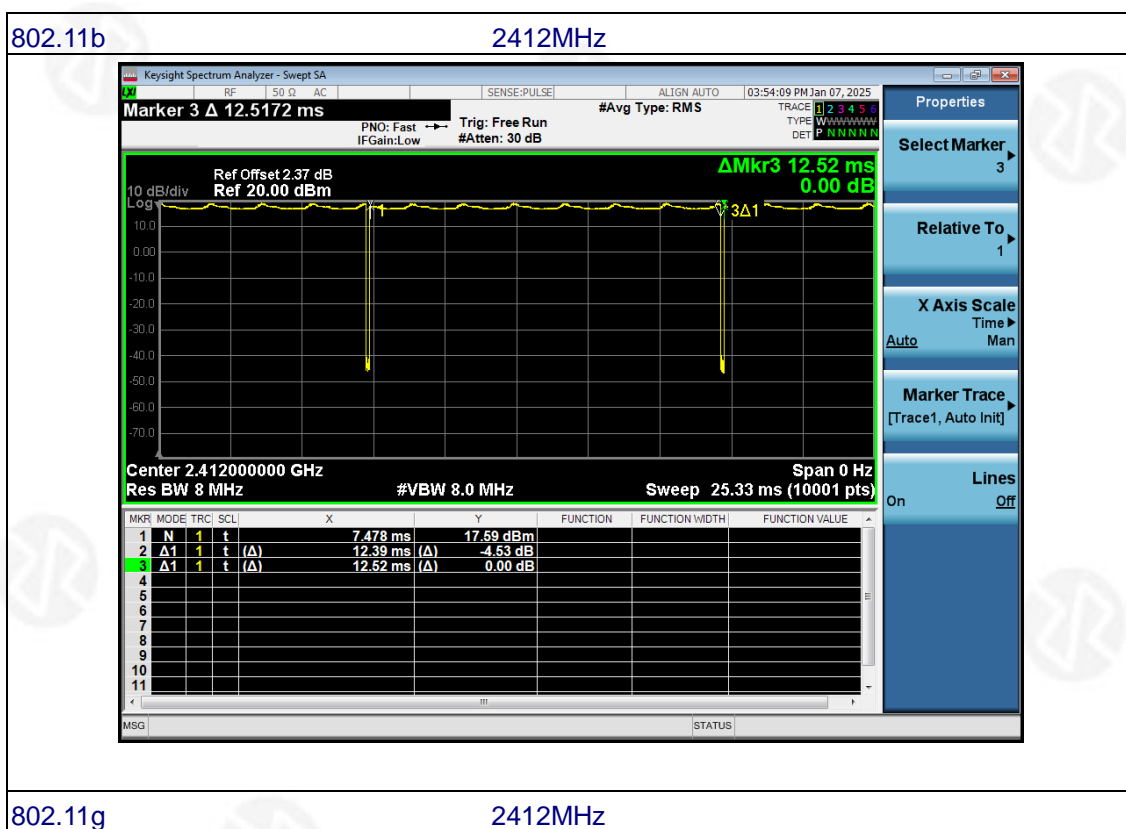 802.11b 2412MHz
Keysight Spectrum Analyzer - Swept SA
LXI RF 50 Ω AC SENSE:PULSE ALIGN AUTO 03:54:09 PM Jan 07, 2025
Marker 3 Δ 12.5172 ms #Avg Type: RMS TRACE 1 2 3 4 5 6
PNO: Fast Trig: Free Run TYPE WWWWWW
IFGain:Low #Atten: 30 dB DET P N N N N N
Properties
Select Marker
3
Relative To
1
X Axis Scale
Time
Auto Man
Marker Trace
[Trace1, Auto Init]
Lines
On Off
ΔMkr3 12.52 ms
0.00 dB
Ref Offset 2.37 dB
10 dB/div Ref 20.00 dBm
Log
1
3Δ1
10.0
0.00
-10.0
-20.0
-30.0
-40.0
-50.0
-60.0
-70.0
Center 2.412000000 GHz Span 0 Hz
Res BW 8 MHz #VBW 8.0 MHz Sweep 25.33 ms (10001 pts)
MKR MODE TRC SCL X Y FUNCTION FUNCTION WIDTH FUNCTION VALUE
1 N 1 t 7.478 ms 17.59 dBm
2 Δ1 1 t (Δ) 12.39 ms (Δ) -4.53 dB
3 Δ1 1 t (Δ) 12.52 ms (Δ) 0.00 dB
4
5
6
7
8
9
10
11
MSG STATUS
802.11g 2412MHz